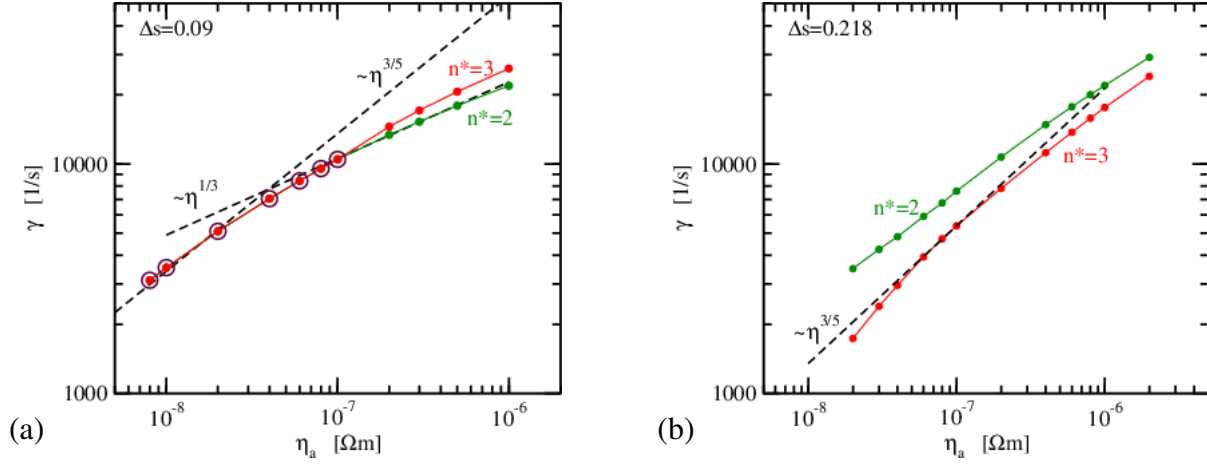 Δs=0.09
~η^{3/5}
n*=3
n*=2
10000
~η^{1/3}
γ [1/s]
1000
10^{-8}
10^{-7}
10^{-6}
(a)
η_a [Ωm]
Δs=0.218
10000
n*=3
n*=2
γ [1/s]
~η^{3/5}
1000
10^{-8}
10^{-7}
10^{-6}
(b)
η_a [Ωm]